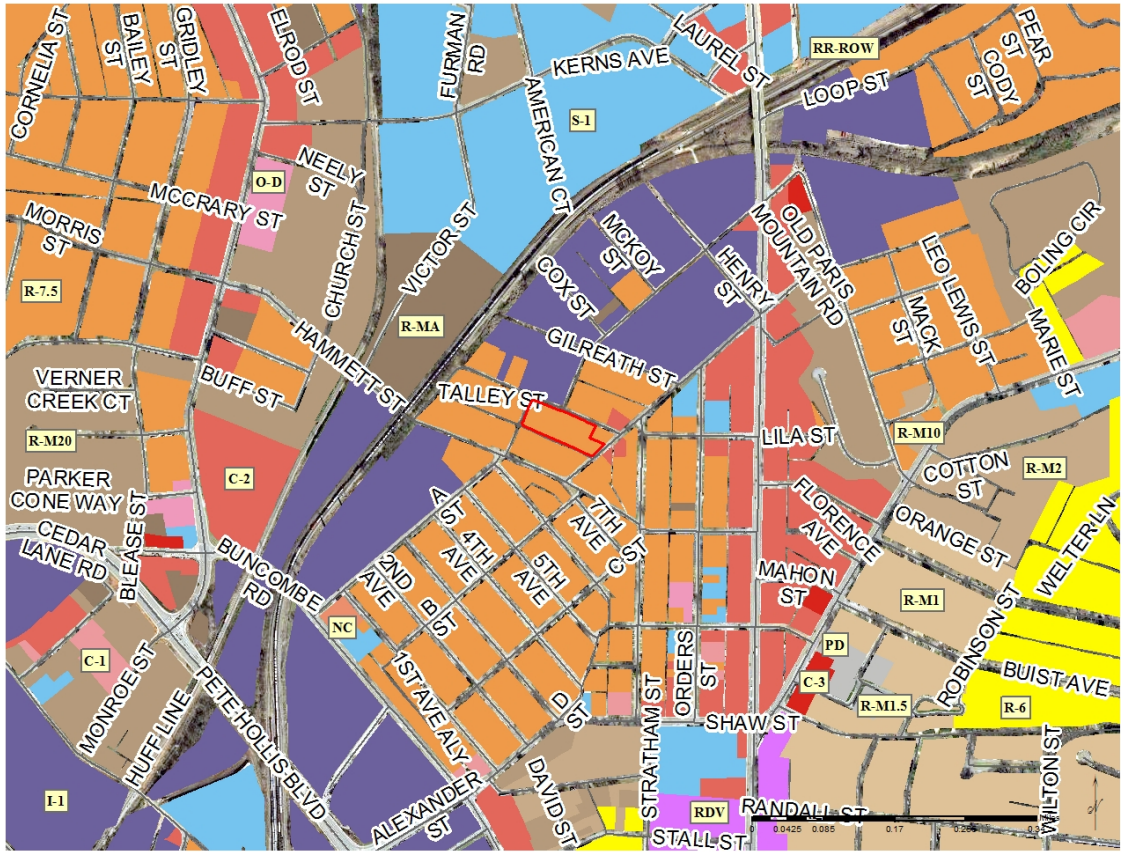 CORNELIA ST
BAILEY
ST
GRIDLEY
ST
ELROD ST
FURMAN
RD
AMERICAN CT
KERNS AVE
LAUREL ST
RR-ROW
LOOP ST
PEAR
ST
CODY
ST
S-1
O-D
NEELY
ST
MCCRARY ST
MORRIS
ST
CHURCH ST
VICTOR ST
MCKOY
ST
COX ST
HENRY
ST
OLD PARIS
MOUNTAIN RD
LEO LEWIS ST
MACK
ST
BOLING CIR
MARIE ST
R-7.5
R-MA
HAMMETT ST
GILREATH ST
VERNER
CREEK CT
BUFF ST
TALLEY ST
R-M20
C-2
LILA ST
R-M10
COTTON
ST
R-M2
PARKER
CONE WAY
BLEASE ST
CEDAR
LANE RD
BUNCOMBE
RD
A
ST
7TH
AVE
4TH
AVE
5TH
AVE
C ST
2ND
AVE
B
ST
FLORENCE
AVE
ORANGE ST
WELTER LN
MAHON
ST
R-M1
ROBINSON ST
NC
C-1
MONROE ST
HUFF LINE
PETE HOLLIS BLVD
1ST AVE ALY
D
ST
ORDERS
ST
STRATHAM ST
SHAW ST
PD
C-3
R-M1.5
BUIST AVE
R-6
I-1
ALEXANDER
ST
DAVID ST
RDV
RANDALL ST
STALL ST
WILTON ST
0
0.0425
0.085
0.17